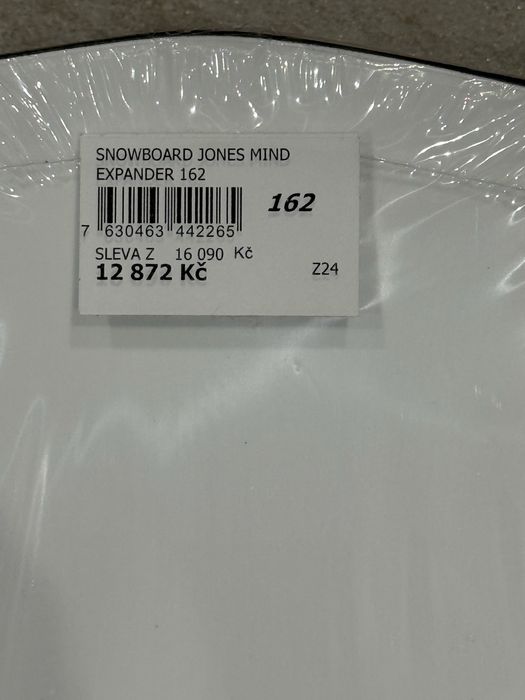 SNOWBOARD JONES MIND
EXPANDER 162
162
7 630463 442265
SLEVA Z 16 090 Kč
12 872 Kč
Z24